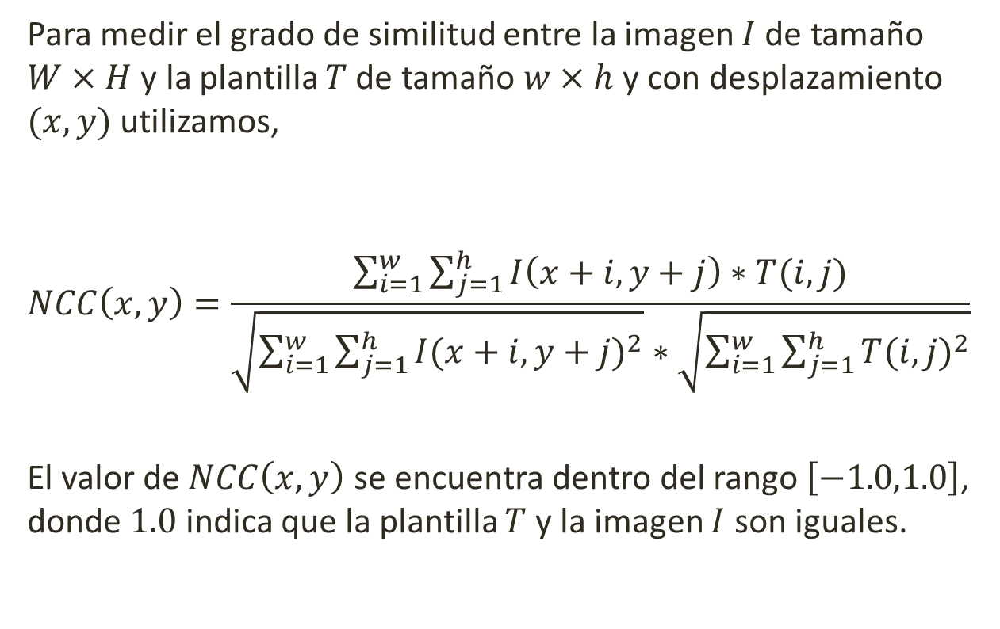 Para medir el grado de similitud entre la imagen I de tamaño
W × H y la plantilla T de tamaño w × h y con desplazamiento
(x, y) utilizamos,
NCC(x, y) = \frac{\sum_{i=1}^{w} \sum_{j=1}^{h} I(x + i, y + j) * T(i, j)}{\sqrt{\sum_{i=1}^{w} \sum_{j=1}^{h} I(x + i, y + j)^2} * \sqrt{\sum_{i=1}^{w} \sum_{j=1}^{h} T(i, j)^2}}
El valor de NCC(x, y) se encuentra dentro del rango [−1.0,1.0],
donde 1.0 indica que la plantilla T y la imagen I son iguales.